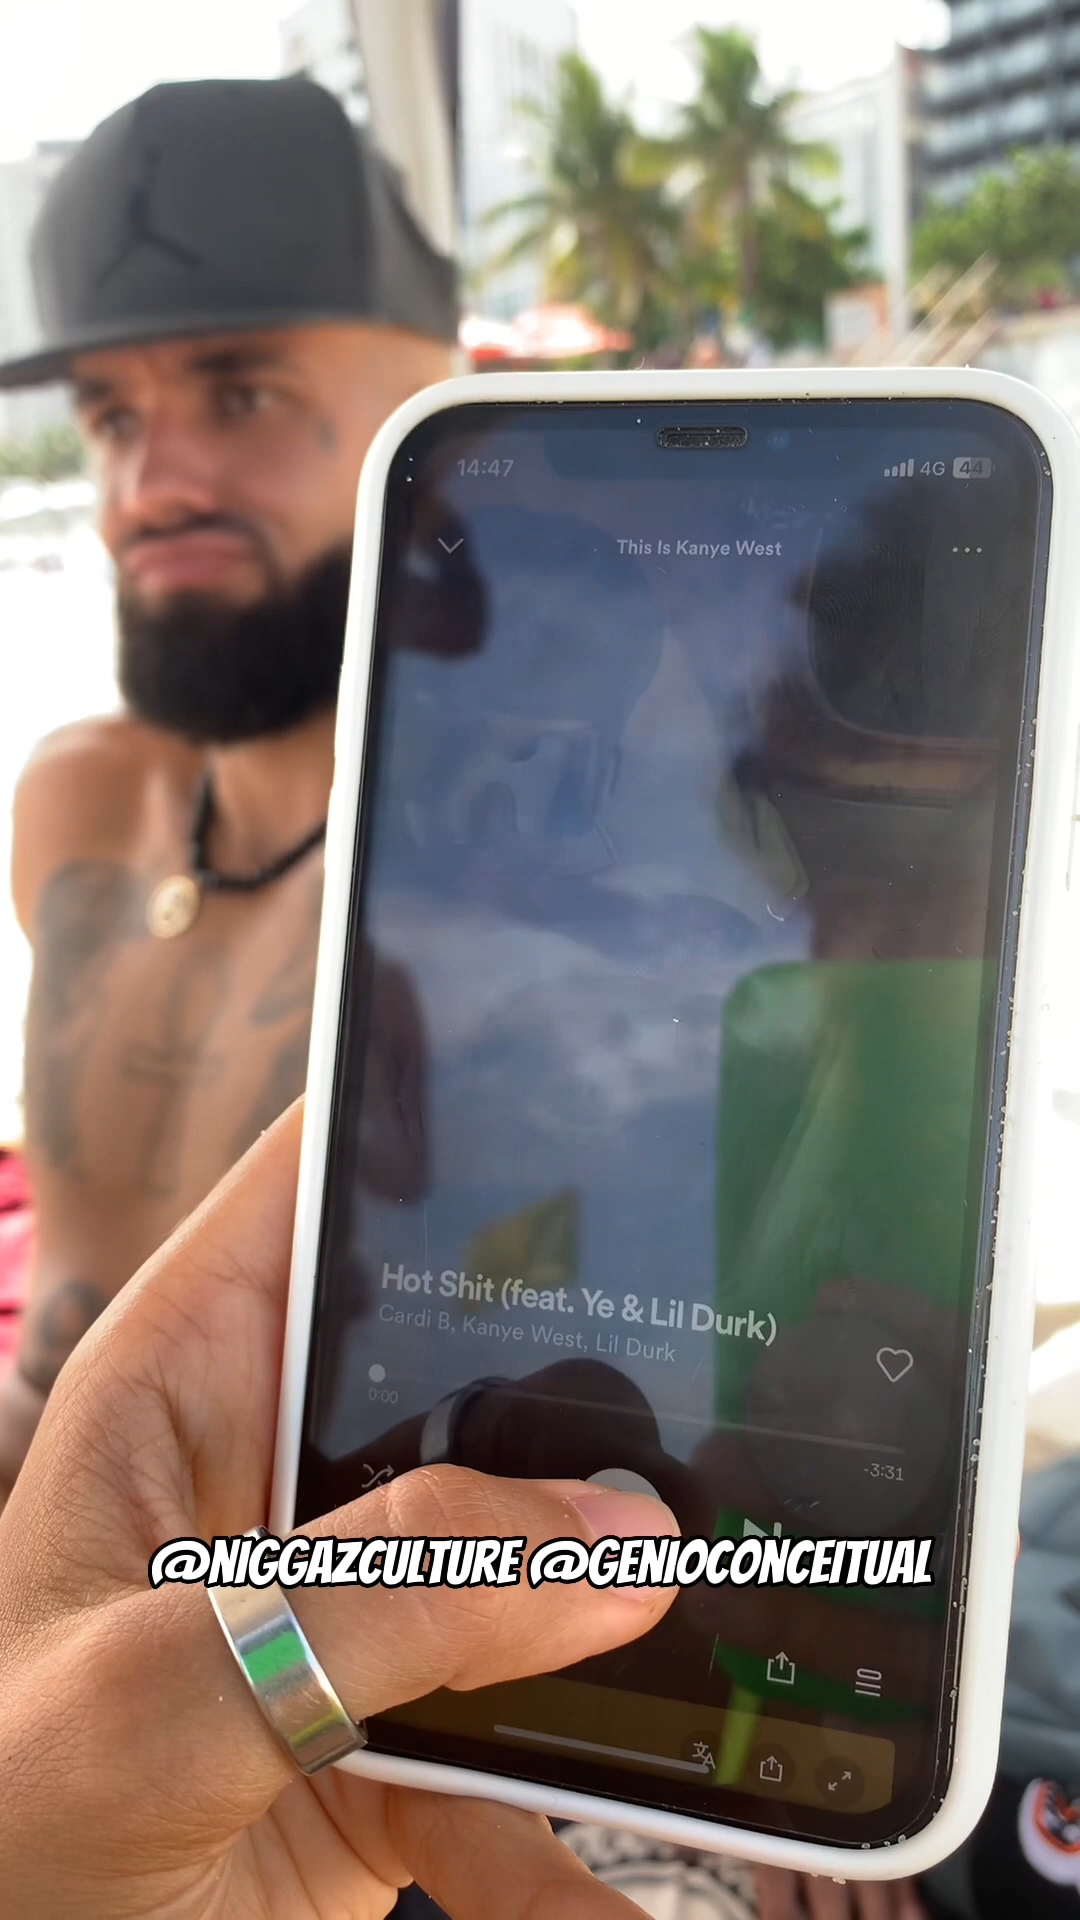 14:47
4G 44
This Is Kanye West
Hot Shit (feat. Ye & Lil Durk)
Cardi B, Kanye West, Lil Durk
0:00
-3:31
@NIGGAZCULTURE @GENIOCONCEITUAL